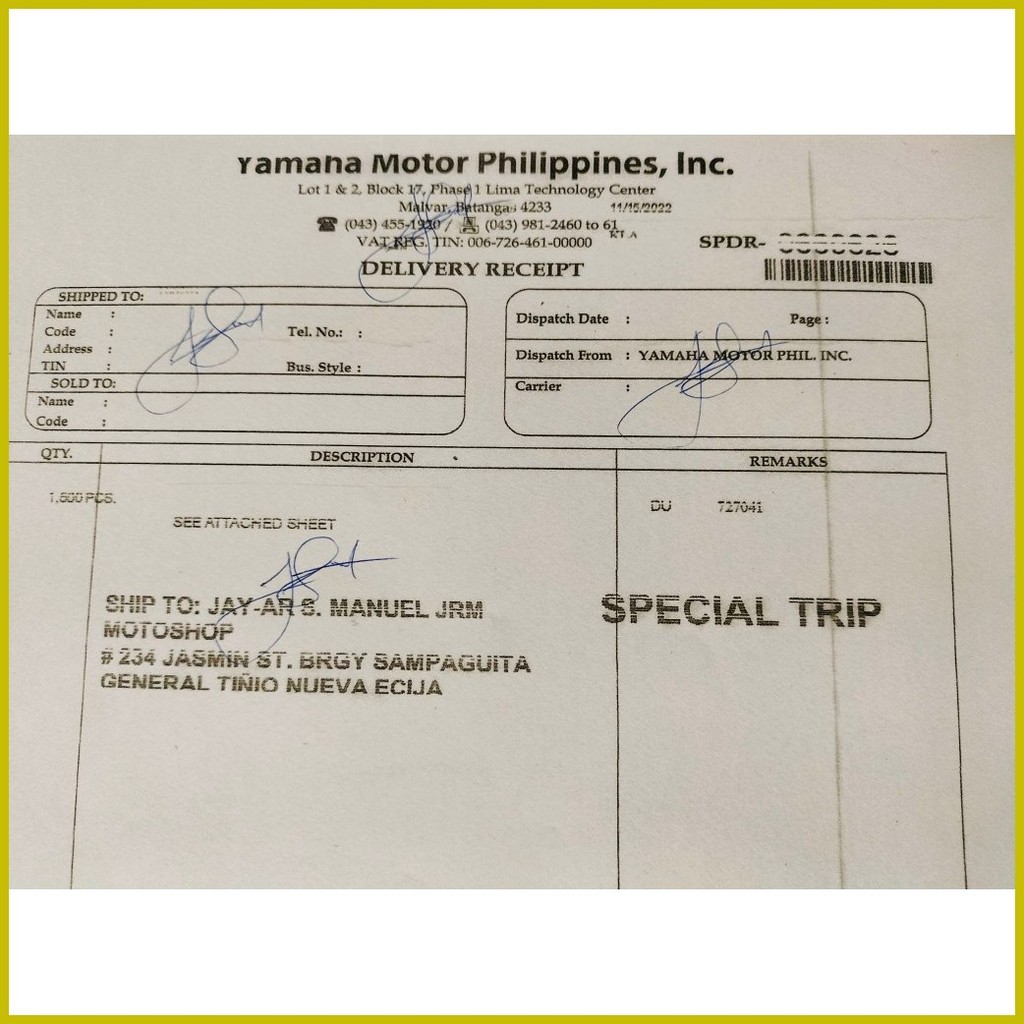 Yamaha Motor Philippines, Inc.
Lot 1 & 2, Block 17, Phase 1 Lima Technology Center
Malvar, Batangas 4233
11/15/2022
(043) 455-1920 / (043) 981-2460 to 61
VAT REG. TIN: 006-726-461-00000
SPDR-
DELIVERY RECEIPT
SHIPPED TO:
Name :
Code : Tel. No.: :
Address :
TIN : Bus. Style :
SOLD TO:
Name :
Code :
Dispatch Date : Page :
Dispatch From : YAMAHA MOTOR PHIL. INC.
Carrier :
QTY. DESCRIPTION REMARKS
PCS. DU 727041
SEE ATTACHED SHEET
SHIP TO: JAY-AR S. MANUEL JRM
MOTOSHOP
# 234 JASMIN ST. BRGY SAMPAGUITA
GENERAL TIÑIO NUEVA ECIJA
SPECIAL TRIP